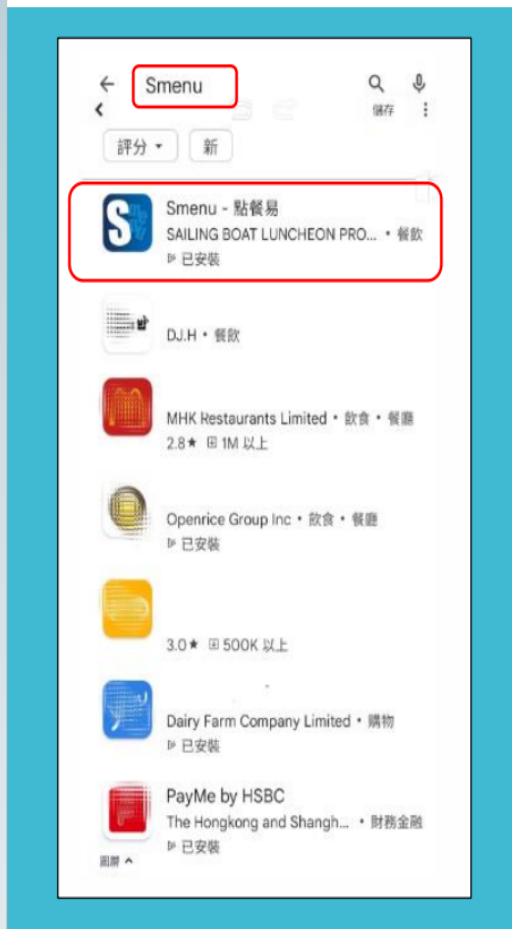 Smenu
儲存
評分
新
Smenu - 點餐易
SAILING BOAT LUNCHEON PRO... • 餐飲
已安裝
DJ.H • 餐飲
MHK Restaurants Limited • 飲食 • 餐廳
2.8★ 1M 以上
Openrice Group Inc • 飲食 • 餐廳
已安裝
3.0★ 500K 以上
Dairy Farm Company Limited • 購物
已安裝
PayMe by HSBC
The Hongkong and Shangh... • 財務金融
已安裝